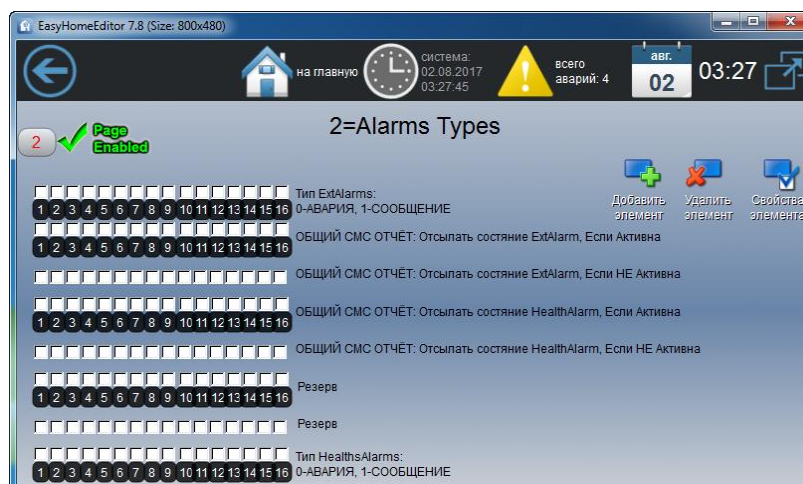 EasyHomeEditor 7.8 (Size: 800x480)
на главную
система:
02.08.2017
03:27:45
всего
аварий: 4
авг.
02
03:27
2
Page
Enabled
2=Alarms Types
Добавить
элемент
Удалить
элемент
Свойства
элемента
Тип ExtAlarms:
1 2 3 4 5 6 7 8 9 10 11 12 13 14 15 16 0-АВАРИЯ, 1-СООБЩЕНИЕ
ОБЩИЙ СМС ОТЧЁТ: Отсылать состяние ExtAlarm, Если Активна
1 2 3 4 5 6 7 8 9 10 11 12 13 14 15 16
ОБЩИЙ СМС ОТЧЁТ: Отсылать состяние ExtAlarm, Если НЕ Активна
ОБЩИЙ СМС ОТЧЁТ: Отсылать состяние HealthAlarm, Если Активна
1 2 3 4 5 6 7 8 9 10 11 12 13 14 15 16
ОБЩИЙ СМС ОТЧЁТ: Отсылать состяние HealthAlarm, Если НЕ Активна
Резерв
1 2 3 4 5 6 7 8 9 10 11 12 13 14 15 16
Резерв
Тип HealthsAlarms:
1 2 3 4 5 6 7 8 9 10 11 12 13 14 15 16 0-АВАРИЯ, 1-СООБЩЕНИЕ